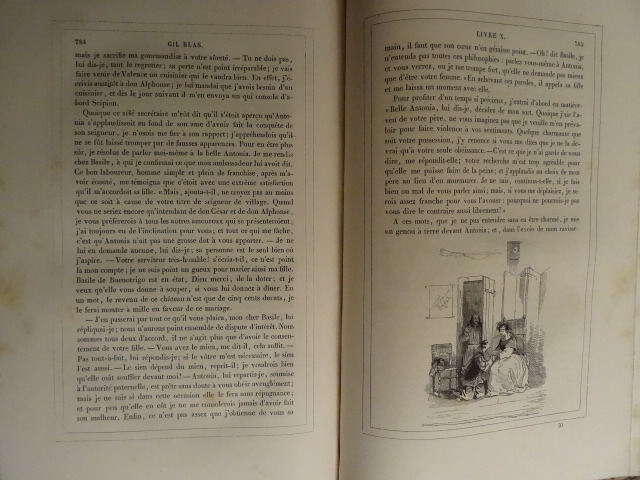 784
GIL BLAS.
mais je sacrifie ma gourmandise à votre sûreté. — Tu ne dois pas,
lui dis-je, tant le regretter; sa perte n'est point irréparable; je vais
faire venir de Valence un cuisinier qui le vaudra bien. En effet, j'é-
crivis aussitôt à don Alphonse; je lui mandai que j'avais besoin d'un
cuisinier, et dès le jour suivant il m'en envoya un qui consola d'a-
bord Scipion.
Quoique ce zélé secrétaire m'eût dit qu'il s'était aperçu qu'Anto-
nia s'applaudissait au fond de son ame d'avoir fait la conquête de
son seigneur, je n'osais me fier à son rapport; j'appréhendais qu'il
ne se fût laissé tromper par de fausses apparences. Pour en être plus
sûr, je résolus de parler moi-même à la belle Antonia. Je me rendis
chez Basile, à qui je confirmai ce que mon ambassadeur lui avait dit.
Ce bon laboureur, homme simple et plein de franchise, après m'a-
voir écouté, me témoigna que c'était avec une extrême satisfaction
qu'il m'accordait sa fille. « Mais, ajouta-t-il, ne croyez pas au moins
que ce soit à cause de votre titre de seigneur de village. Quand
vous ne seriez encore qu'intendant de don César et de don Alphonse,
je vous préférerais à tous les autres amoureux qui se présenteraient;
j'ai toujours eu de l'inclination pour vous; et tout ce qui me fâche,
c'est qu'Antonia n'ait pas une grosse dot à vous apporter. — Je ne
lui en demande aucune, lui dis-je; sa personne est le seul bien où
j'aspire. — Votre serviteur très-humble! s'écria-t-il, ce n'est point
là mon compte; je ne suis point un gueux pour marier ainsi ma fille.
Basile de Buenotrigo est en état, Dieu merci, de la doter; et je
veux qu'elle vous donne à souper, si vous lui donnez à dîner. En
un mot, le revenu de ce château n'est que de cinq cents ducats, je
le ferai monter à mille en faveur de ce mariage.
— J'en passerai par tout ce qu'il vous plaira, mon cher Basile, lui
répliquai-je; nous n'aurons point ensemble de dispute d'intérêt. Nous
sommes tous deux d'accord, il ne s'agit plus que d'avoir le consen-
tement de votre fille. — Vous avez le mien, me dit-il, cela suffit. —
Pas tout-à-fait, lui répondis-je; si le vôtre m'est nécessaire, le sien
l'est aussi. — Le sien dépend du mien, reprit-il; je voudrais bien
qu'elle osât souffler devant moi! — Antonia, lui repartis-je, soumise
à l'autorité paternelle, est prête sans doute à vous obéir aveuglément;
mais je ne sais si dans cette occasion elle le fera sans répugnance;
et pour peu qu'elle en eût je ne me consolerais jamais d'avoir fait
son malheur. Enfin, ce n'est pas assez que j'obtienne de vous sa
LIVRE X.
785
main, il faut que son cœur n'en gémisse point. — Oh! dit Basile, je
n'entends pas toutes ces philosophies: parlez vous-même à Antonia,
et vous verrez, ou je me trompe fort, qu'elle ne demande pas mieux
que d'être votre femme. » En achevant ces paroles, il appela sa fille
et me laissa un moment avec elle.
Pour profiter d'un temps si précieux, j'entrai d'abord en matière.
« Belle Antonia, lui dis-je, décidez de mon sort. Quoique j'aie l'a-
veu de votre père, ne vous imaginez pas que je veuille m'en préva-
loir pour faire violence à vos sentiments. Quelque charmante que
soit votre possession, j'y renonce si vous me dites que je ne la de-
vrai qu'à votre seule obéissance. — C'est ce que je n'ai garde de vous
dire, me répondit-elle; votre recherche m'est trop agréable pour
qu'elle me puisse faire de la peine; et j'applaudis au choix de mon
père au lieu d'en murmurer. Je ne sais, continua-t-elle, si je fais
bien ou mal de vous parler ainsi; mais, si vous me déplaisiez, je se-
rois assez franche pour vous l'avouer: pourquoi ne pourrois-je pas
vous dire le contraire aussi librement? »
A ces mots, que je ne pus entendre sans en être charmé, je mis
un genou à terre devant Antonia; et, dans l'excès de mon ravisse-